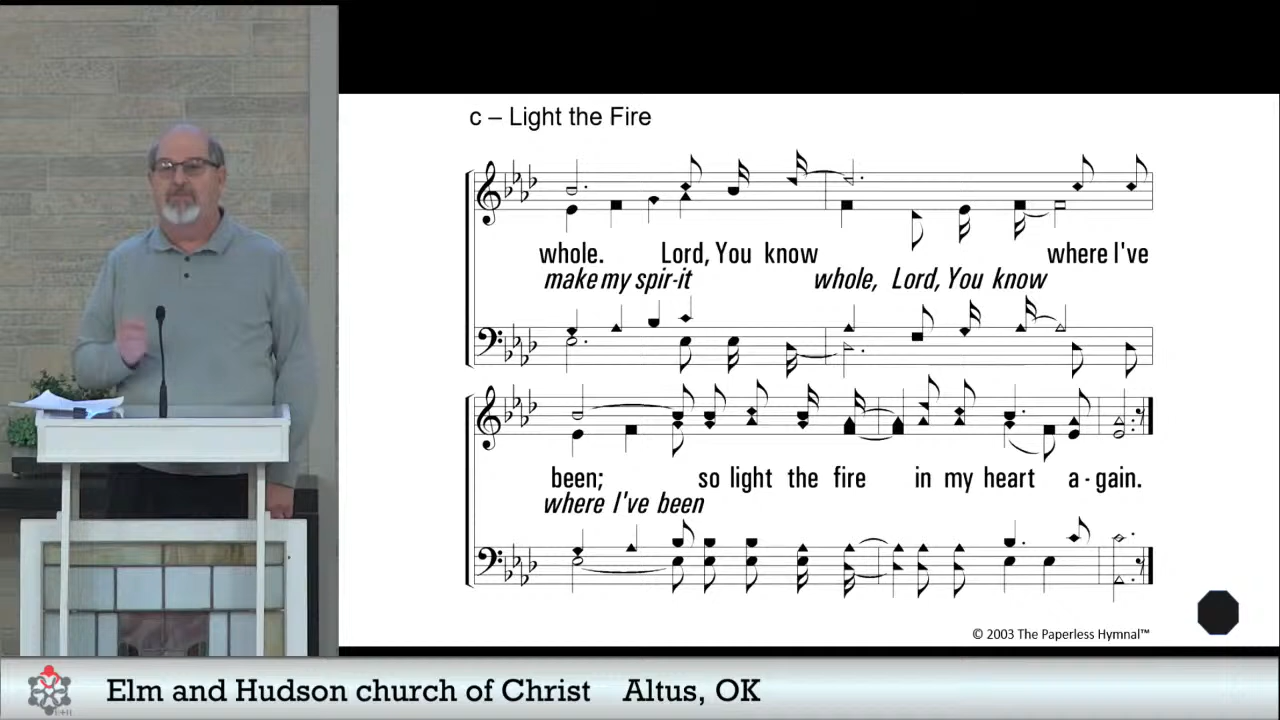 c – Light the Fire
whole. Lord, You know where I've
make my spir-it whole, Lord, You know
been; so light the fire in my heart a - gain.
where I've been
© 2003 The Paperless Hymnal™
Elm and Hudson church of Christ Altus, OK